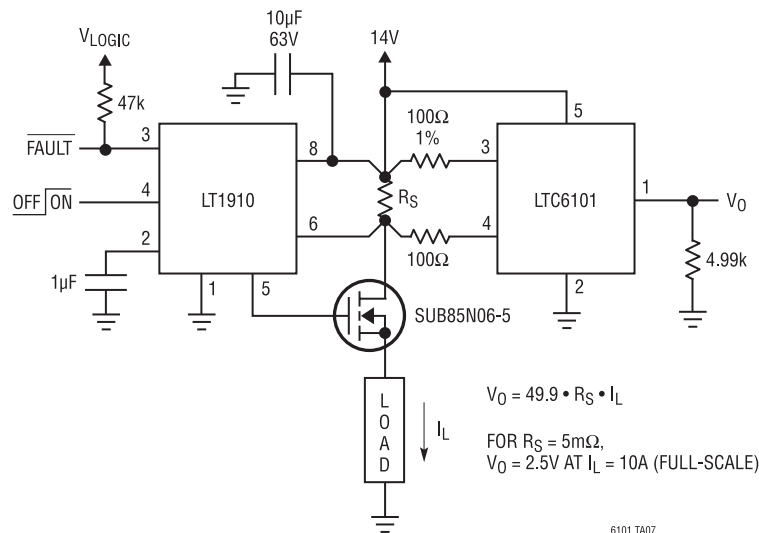 10µF
63V
14V
VLOGIC
47k
FAULT
3
8
100Ω
1%
5
3
OFF ON
4
LT1910
RS
LTC6101
1
VO
2
6
4
1µF
1
5
100Ω
2
4.99k
SUB85N06-5
LOAD
IL
VO = 49.9 • RS • IL
FOR RS = 5mΩ,
VO = 2.5V AT IL = 10A (FULL-SCALE)
6101 TA07